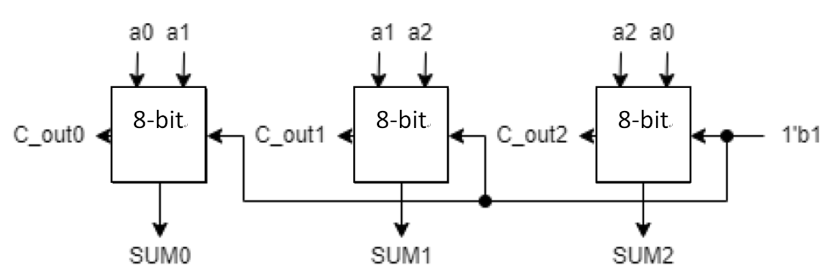 a0 a1 a1 a2 a2 a0
8-bit 8-bit 8-bit
C_out0 C_out1 C_out2 1'b1
SUM0 SUM1 SUM2